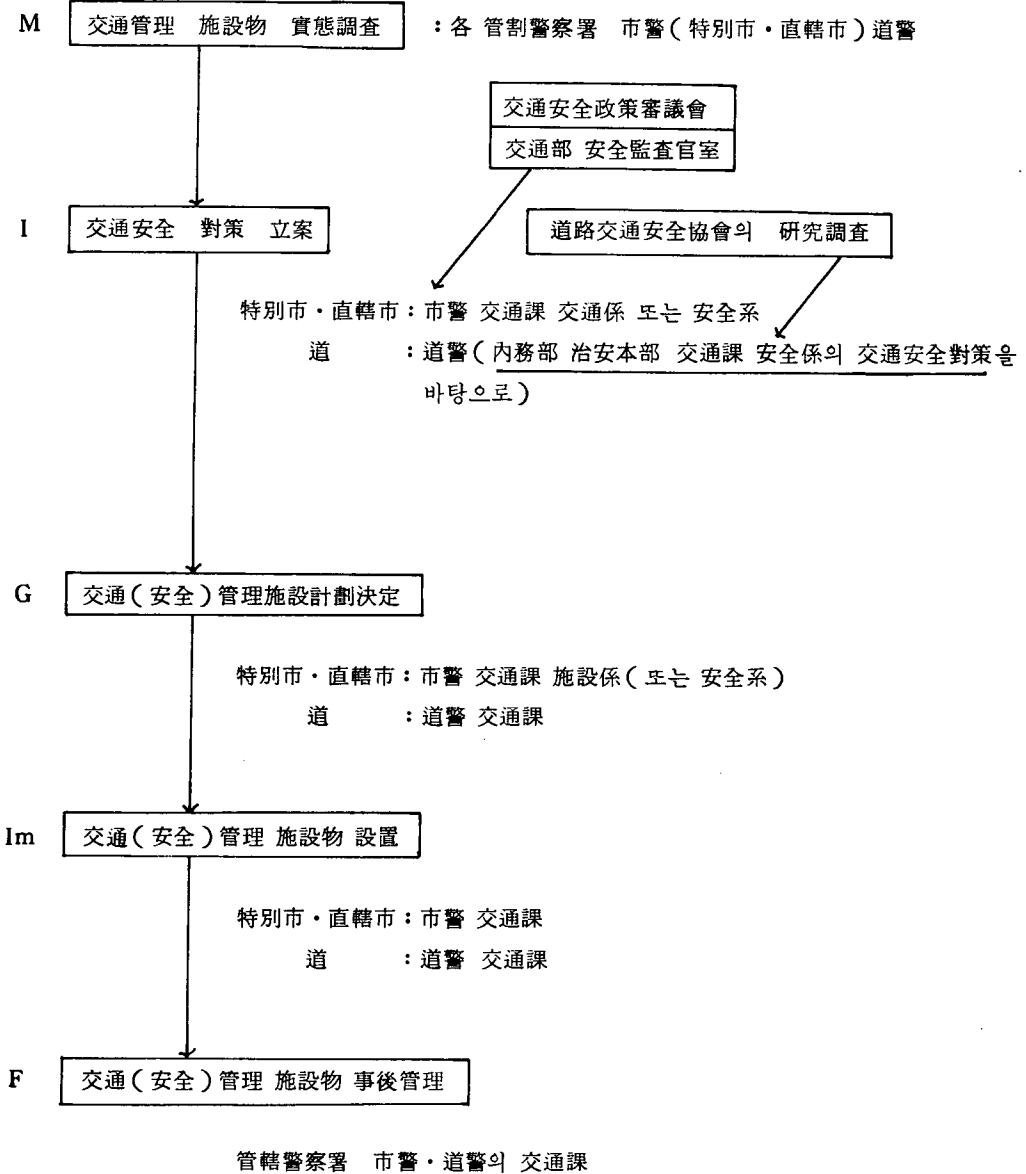 M 交通管理 施設物 實態調査 : 各 管割警察署 市警(特別市・直轄市)道警
交通安全政策審議會
交通部 安全監査官室
I 交通安全 對策 立案
道路交通安全協會의 研究調査
特別市・直轄市 : 市警 交通課 交通係 또는 安全系
道 : 道警(内務部 治安本部 交通課 安全係의 交通安全對策을
바탕으로)
G 交通(安全)管理施設計劃決定
特別市・直轄市 : 市警 交通課 施設係(또는 安全系)
道 : 道警 交通課
Im 交通(安全)管理 施設物 設置
特別市・直轄市 : 市警 交通課
道 : 道警 交通課
F 交通(安全)管理 施設物 事後管理
管轄警察署 市警・道警의 交通課